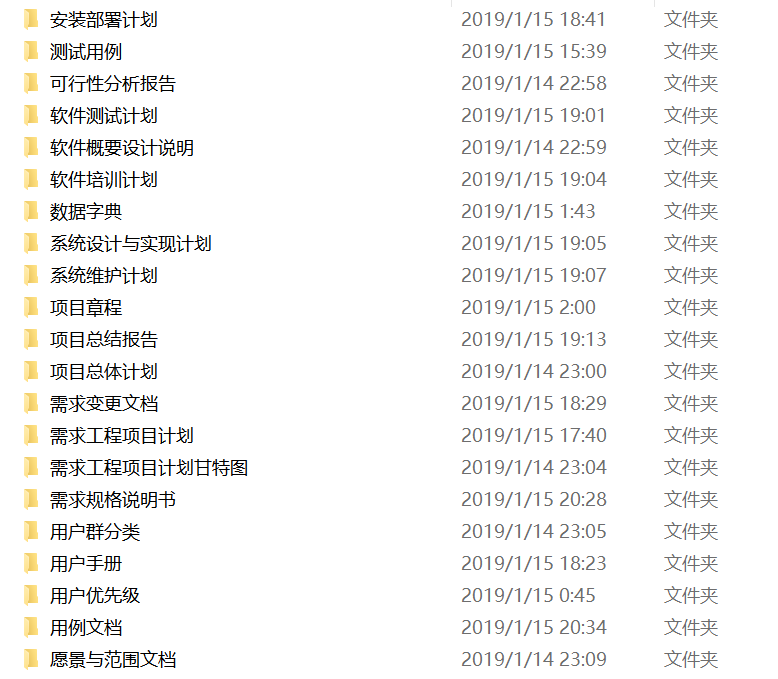 安装部署计划 2019/1/15 18:41 文件夹
测试用例 2019/1/15 15:39 文件夹
可行性分析报告 2019/1/14 22:58 文件夹
软件测试计划 2019/1/15 19:01 文件夹
软件概要设计说明 2019/1/14 22:59 文件夹
软件培训计划 2019/1/15 19:04 文件夹
数据字典 2019/1/15 1:43 文件夹
系统设计与实现计划 2019/1/15 19:05 文件夹
系统维护计划 2019/1/15 19:07 文件夹
项目章程 2019/1/15 2:00 文件夹
项目总结报告 2019/1/15 19:13 文件夹
项目总体计划 2019/1/14 23:00 文件夹
需求变更文档 2019/1/15 18:29 文件夹
需求工程项目计划 2019/1/15 17:40 文件夹
需求工程项目计划甘特图 2019/1/14 23:04 文件夹
需求规格说明书 2019/1/15 20:28 文件夹
用户群分类 2019/1/14 23:05 文件夹
用户手册 2019/1/15 18:23 文件夹
用户优先级 2019/1/15 0:45 文件夹
用例文档 2019/1/15 20:34 文件夹
愿景与范围文档 2019/1/14 23:09 文件夹